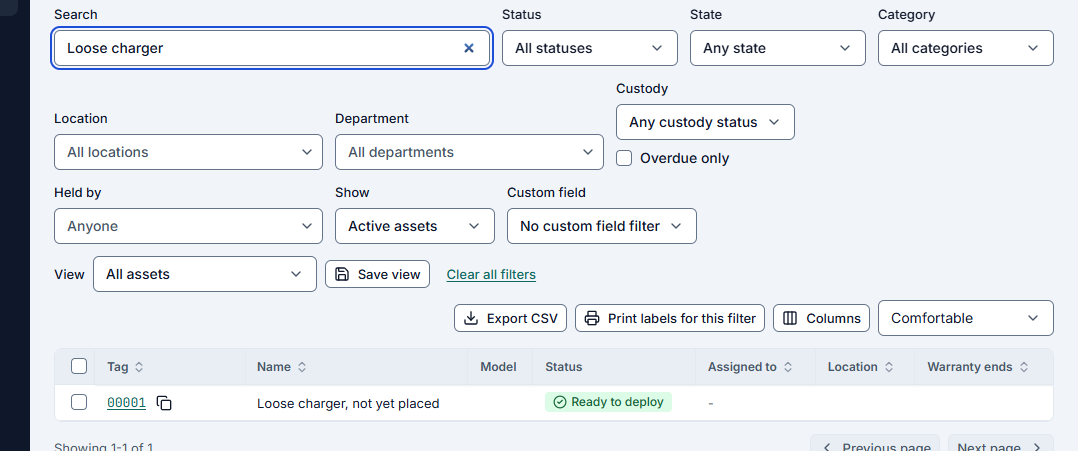 Search
Status
State
Category
Loose charger
All statuses
Any state
All categories
Custody
Location
Department
Any custody status
All locations
All departments
Overdue only
Held by
Show
Custom field
Anyone
Active assets
No custom field filter
View
All assets
Save view
Clear all filters
Export CSV
Print labels for this filter
Columns
Comfortable
Tag
Name
Model
Status
Assigned to
Location
Warranty ends
00001
Loose charger, not yet placed
Ready to deploy
-
Showing 1-1 of 1
Previous page
Next page